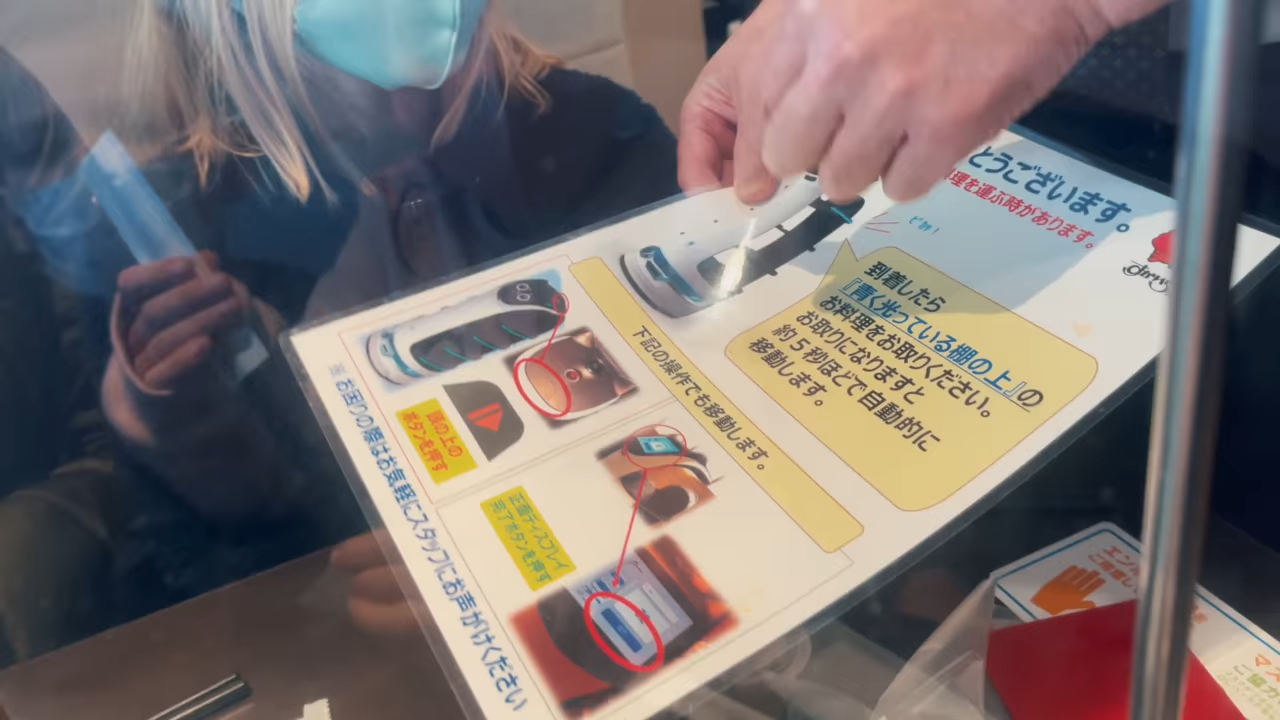 とうございます。
理を運ぶ時があります。
到着したら
『青く光っている棚の上』の
お料理をお取りください。
お取りになりますと
約5秒ほどで自動的に
移動します。
下記の操作でも移動します。
頭の上の
ボタンを押す
正面ディスプレイ
完了ボタンを押す
※お困りの際はお気軽にスタッフにお声がけください